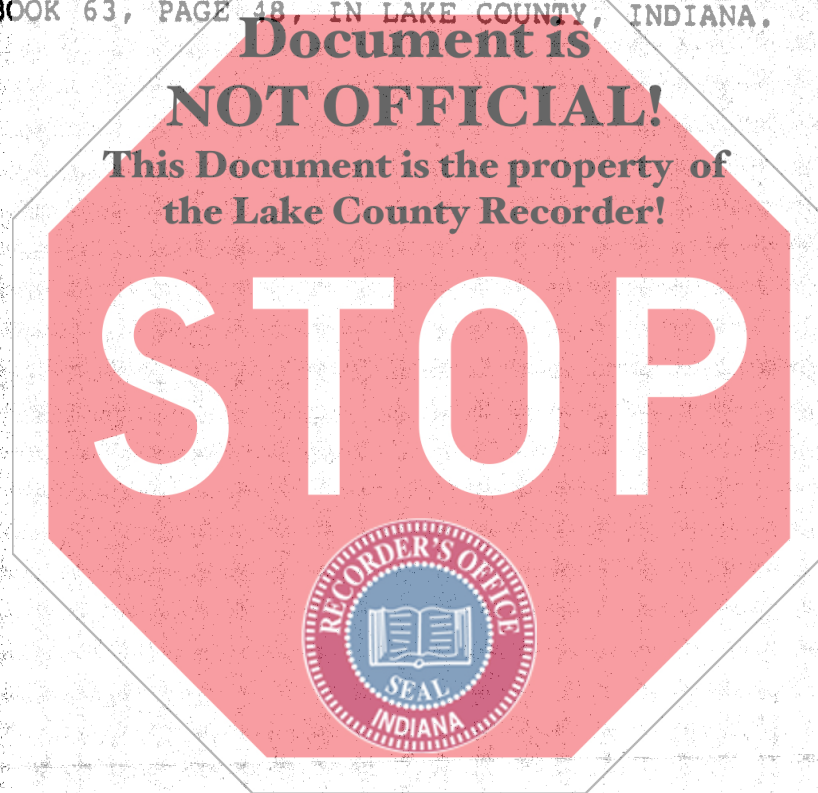 OOK 63, PAGE 48, IN LAKE COUNTY, INDIANA.
Document is
NOT OFFICIAL!
This Document is the property of
the Lake County Recorder!
STOP
RECORDER'S OFFICE
SEAL
INDIANA